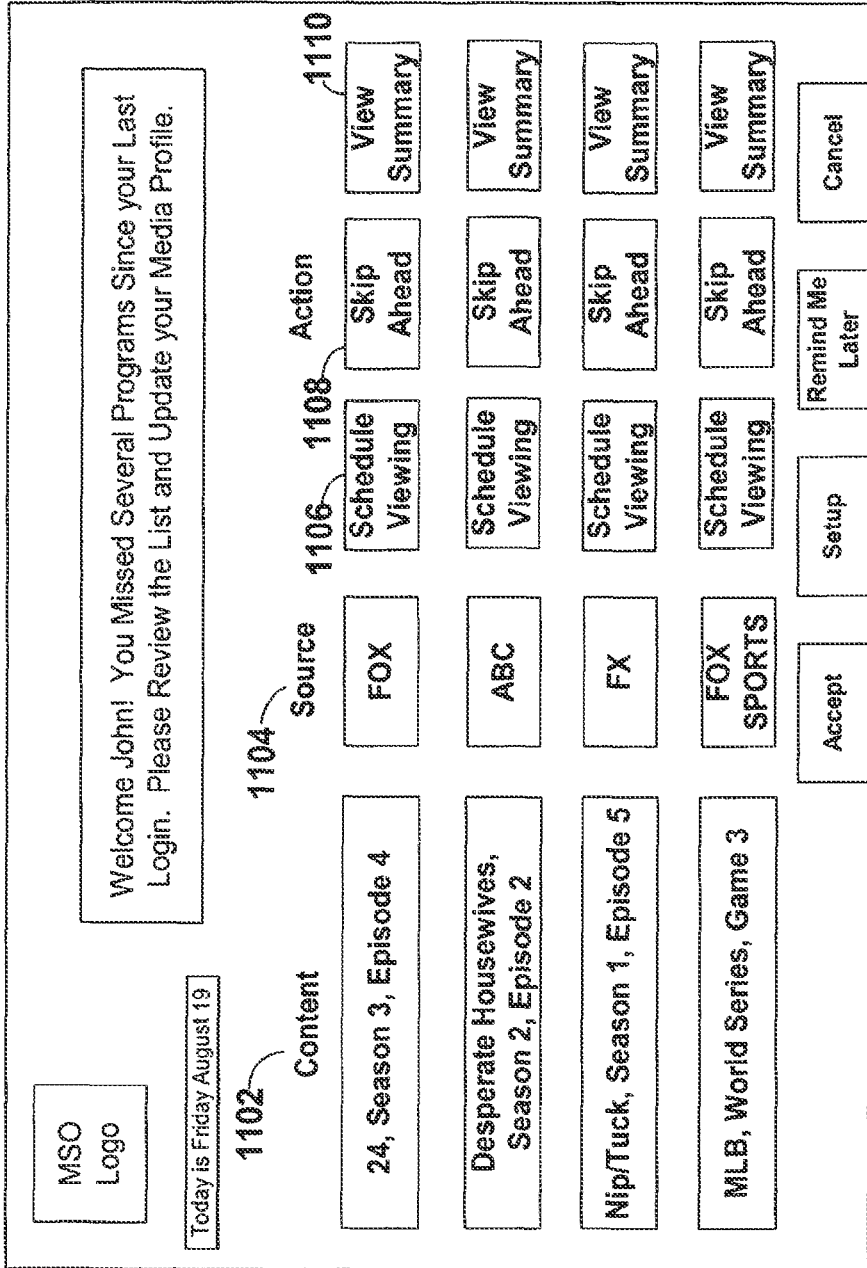 MSO
Logo
Welcome John! You Missed Several Programs Since your Last
Login. Please Review the List and Update your Media Profile.
Today is Friday August 19
1102
Content
1104
Source
Action
1106
1108
1110
24, Season 3, Episode 4
FOX
Schedule
Viewing
Skip
Ahead
View
Summary
Desperate Housewives,
Season 2, Episode 2
ABC
Schedule
Viewing
Skip
Ahead
View
Summary
Nip/Tuck, Season 1, Episode 5
FX
Schedule
Viewing
Skip
Ahead
View
Summary
MLB, World Series, Game 3
FOX
SPORTS
Schedule
Viewing
Skip
Ahead
View
Summary
Accept
Setup
Remind Me
Later
Cancel